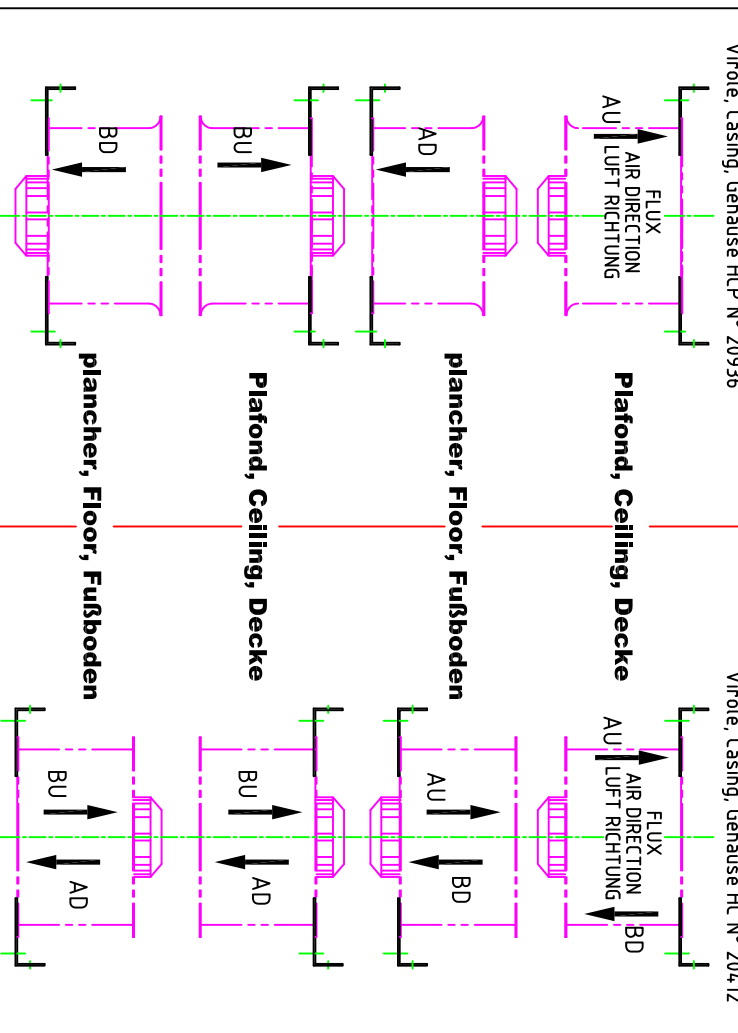 Virole, Casing, Gehäuse HCP N° 20936
Virole, Casing, Gehäuse HC N° 20412
FLUX
AIR DIRECTION
AU
LUFT RICHTUNG
Plafond, Ceiling, Decke
FLUX
AIR DIRECTION
AU
LUFT RICHTUNG
BD
AD
plancher, Floor, Fußboden
AU
BD
BU
Plafond, Ceiling, Decke
BU
AD
BD
plancher, Floor, Fußboden
BU
AD